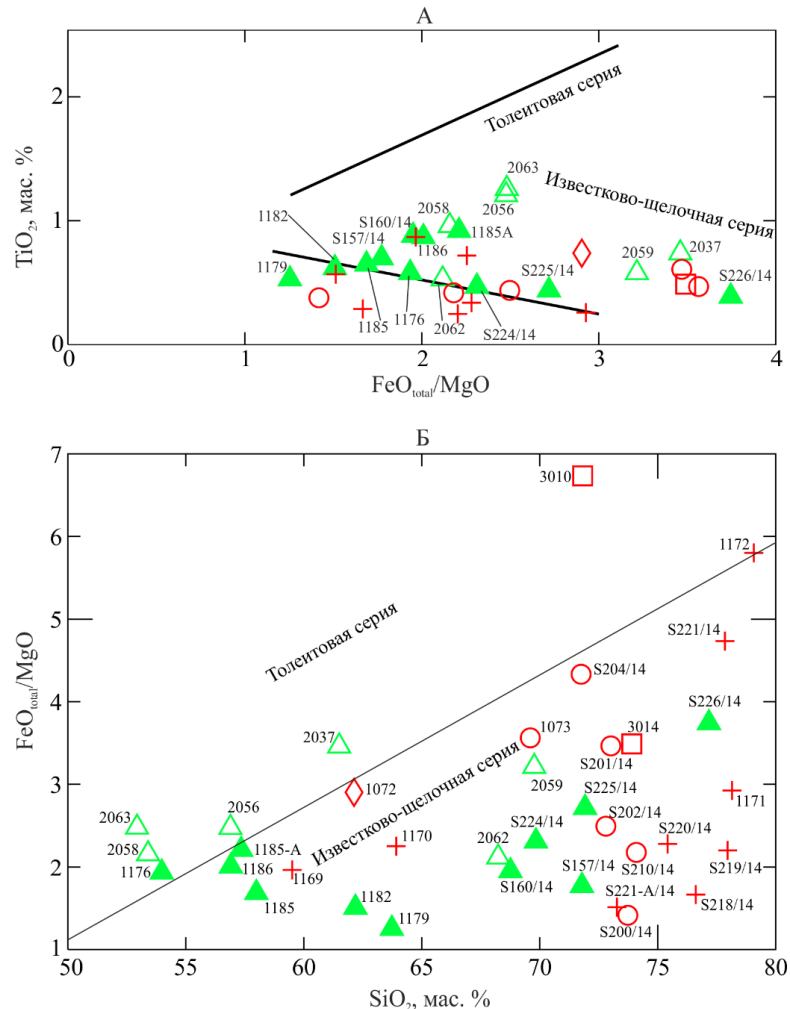 А
TiO₂, мас. %
2
1
0
Толеитовая серия
Известково-щелочная серия
2063
2056
2058
S160/14
1182
S157/14
1186
1185А
1179
2059
2037
S225/14
S226/14
1185
1176
2062
S224/14
0
1
2
3
4
FeO total/MgO
Б
FeO total/MgO
7
6
5
4
3
2
1
3010
1172
Толеитовая серия
S221/14
S204/14
S226/14
2037
1073
3014
S201/14
1072
Известково-щелочная серия
2059
S225/14
1171
2063
2056
S224/14
S202/14
2058
1185-А
1170
2062
S220/14
1176
1186
1169
S160/14
S157/14
S210/14
S219/14
1185
1182
S221-A/14
S218/14
1179
S200/14
50
55
60
65
70
75
80
SiO₂, мас. %